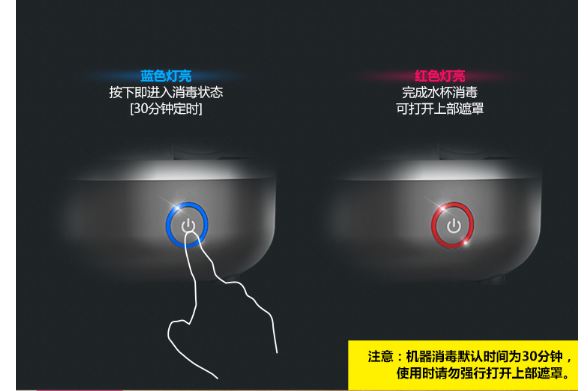 蓝色灯亮
按下即进入消毒状态
[30分钟定时]
红色灯亮
完成水杯消毒
可打开上部遮罩
注意：机器消毒默认时间为30分钟，
使用时请勿强行打开上部遮罩。